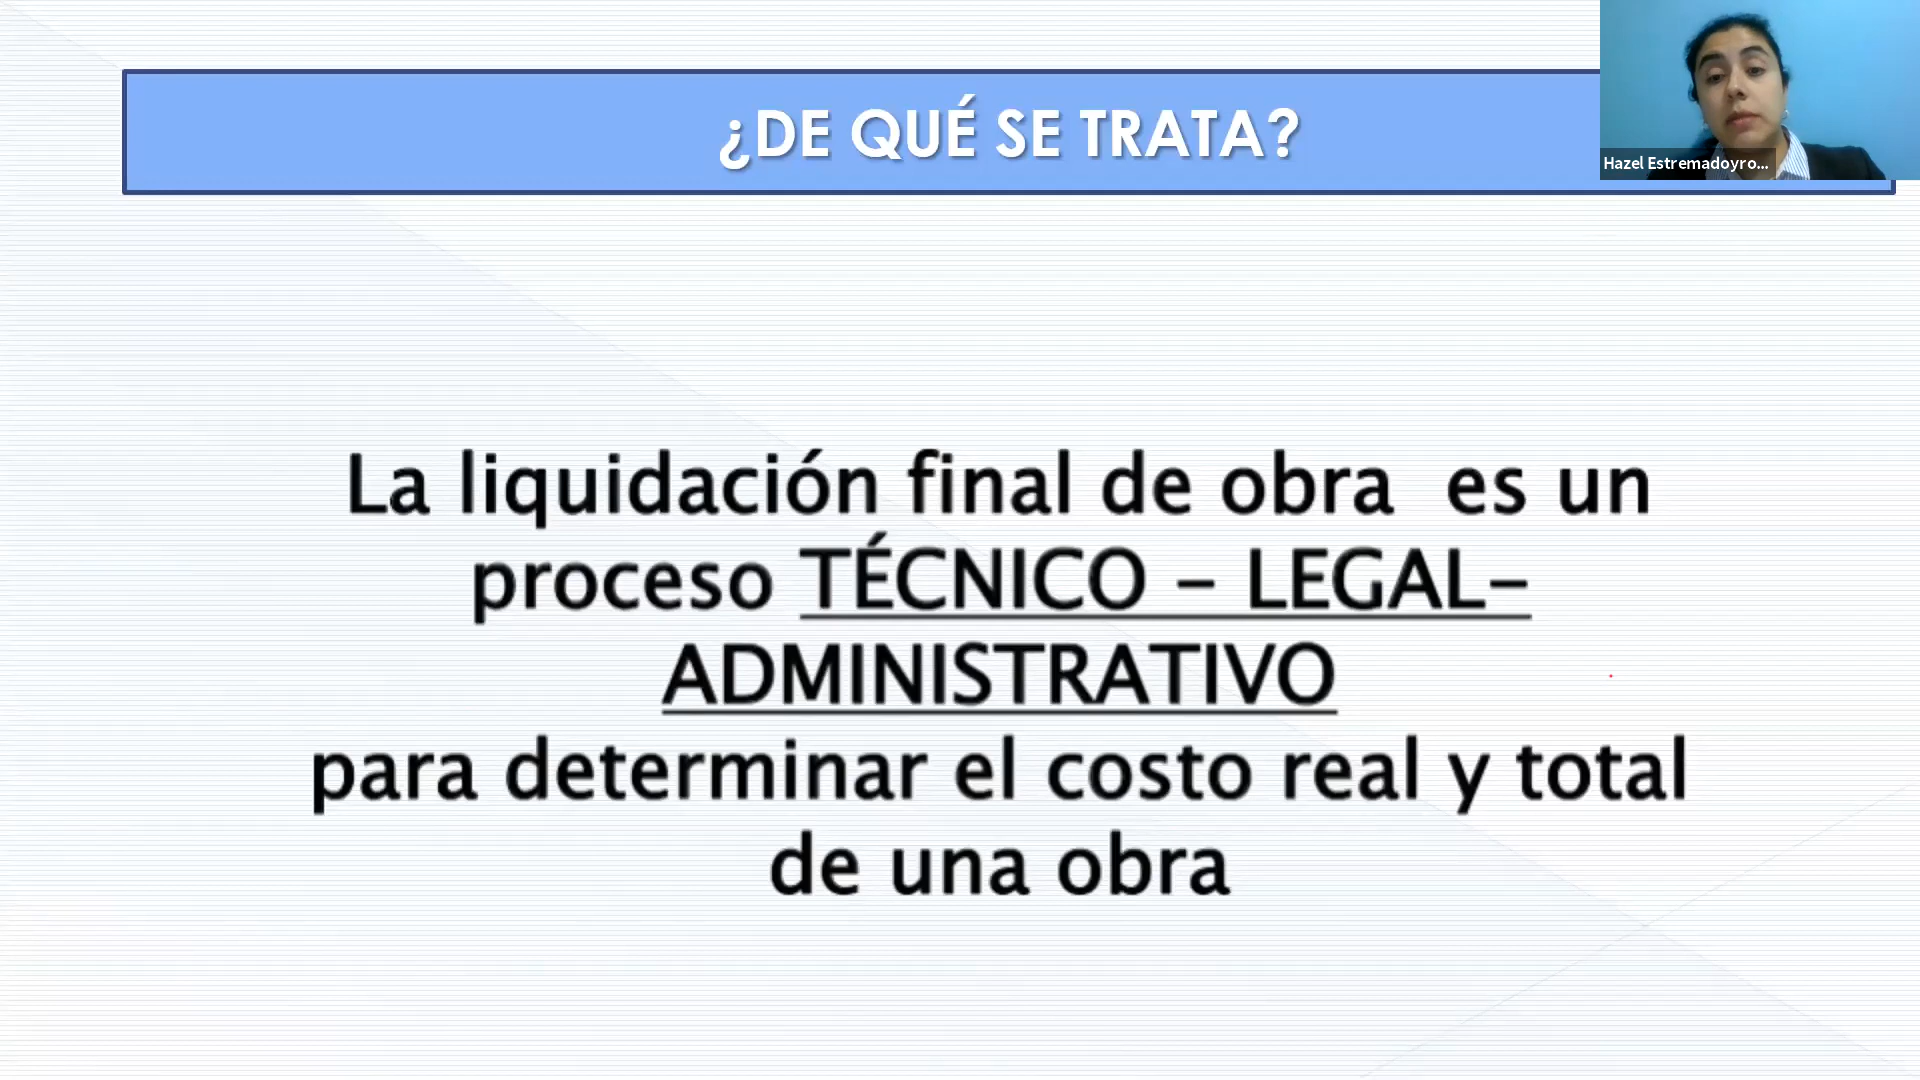 ¿DE QUÉ SE TRATA?
Hazel Estremadoyro...
La liquidación final de obra es un
proceso TÉCNICO – LEGAL–
ADMINISTRATIVO
para determinar el costo real y total
de una obra